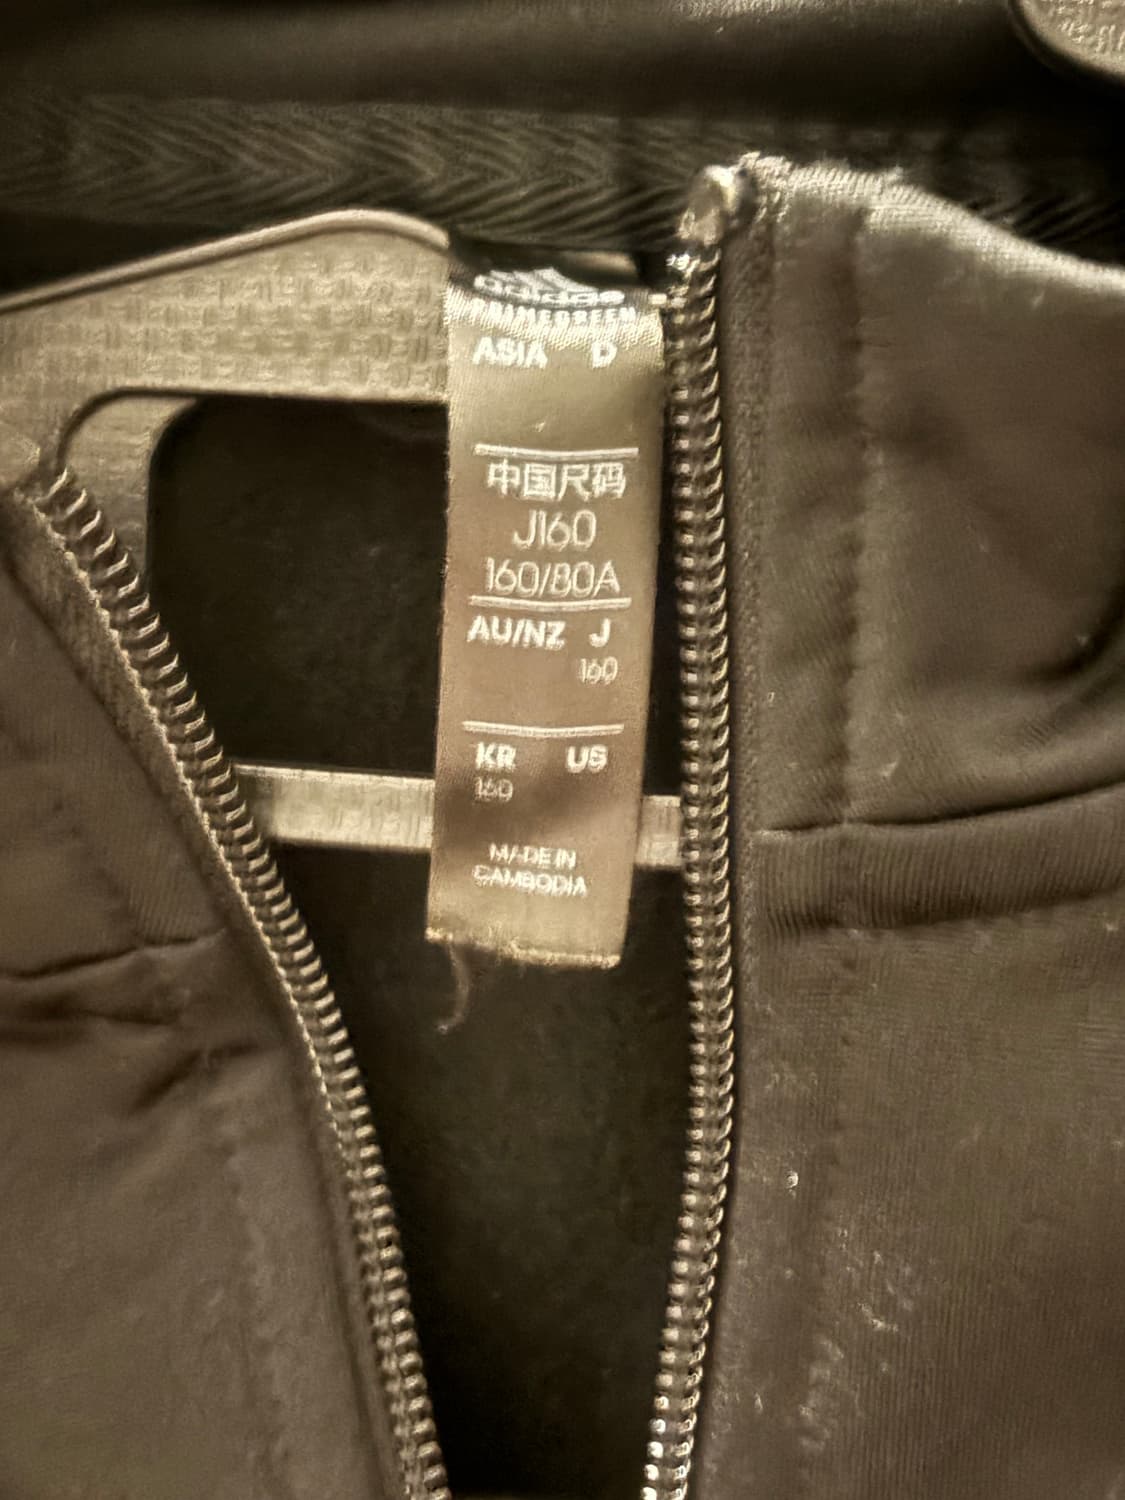 adidas
PRIMEGREEN
ASIA D
中国尺码
J160
160/80A
AU/NZ J
160
KR US
160
MADE IN
CAMBODIA